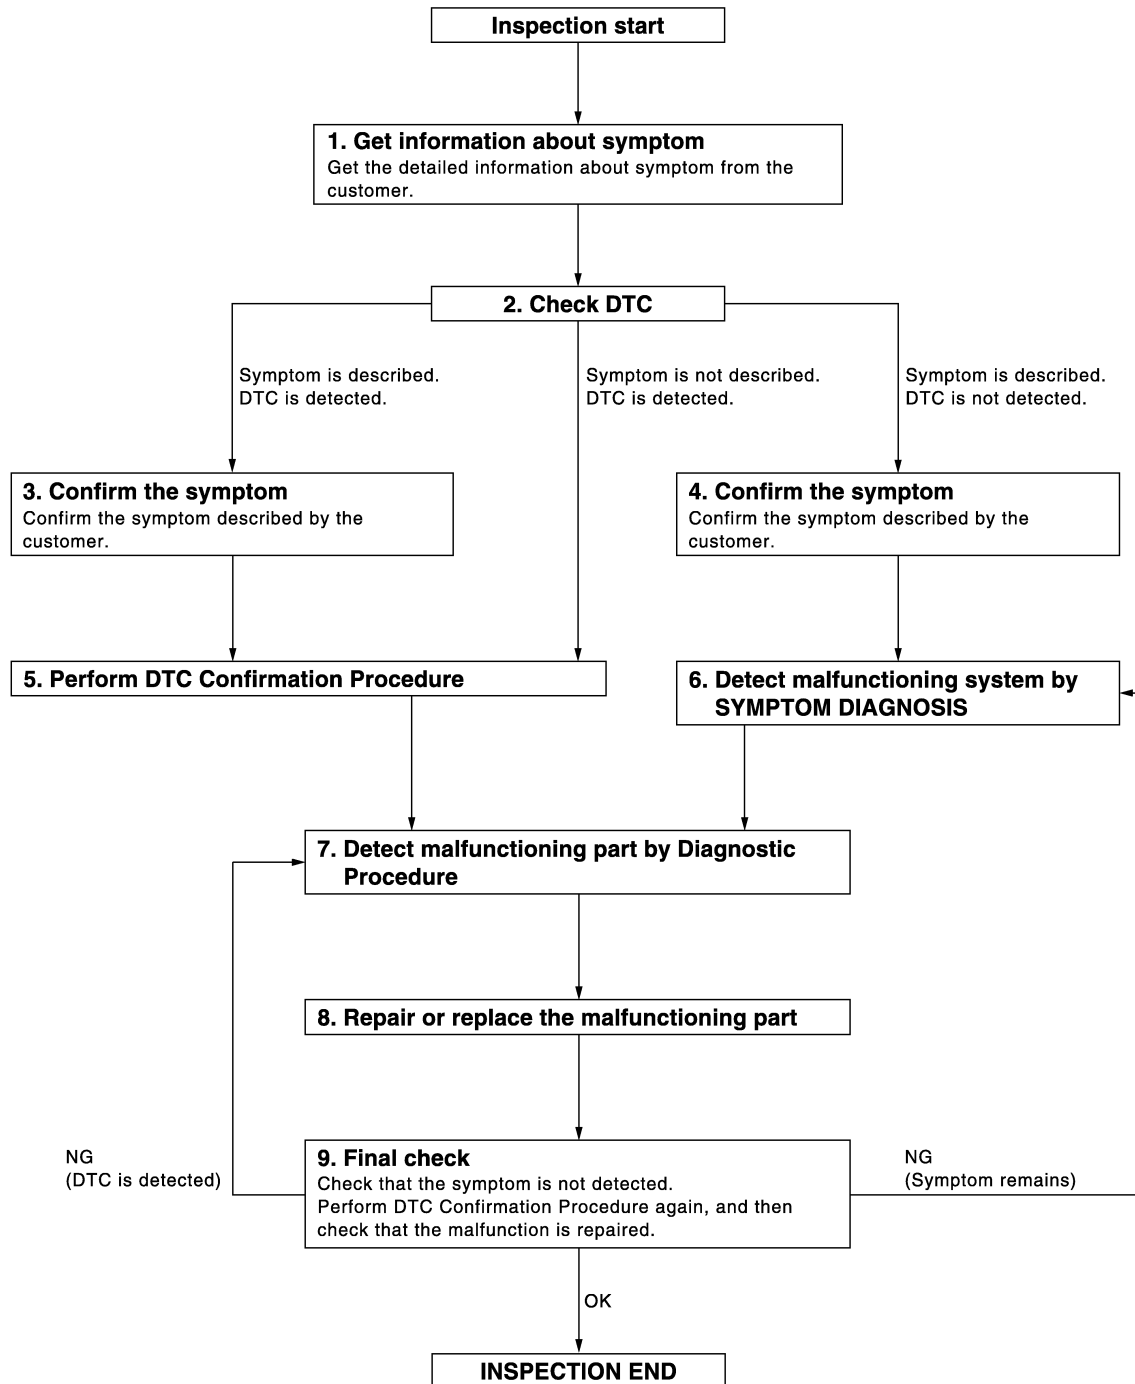 Inspection start
1. Get information about symptom
Get the detailed information about symptom from the
customer.
2. Check DTC
Symptom is described.
DTC is detected.
Symptom is not described.
DTC is detected.
Symptom is described.
DTC is not detected.
3. Confirm the symptom
Confirm the symptom described by the
customer.
4. Confirm the symptom
Confirm the symptom described by the
customer.
5. Perform DTC Confirmation Procedure
6. Detect malfunctioning system by
SYMPTOM DIAGNOSIS
7. Detect malfunctioning part by Diagnostic
Procedure
8. Repair or replace the malfunctioning part
NG
(DTC is detected)
9. Final check
Check that the symptom is not detected.
Perform DTC Confirmation Procedure again, and then
check that the malfunction is repaired.
NG
(Symptom remains)
OK
INSPECTION END